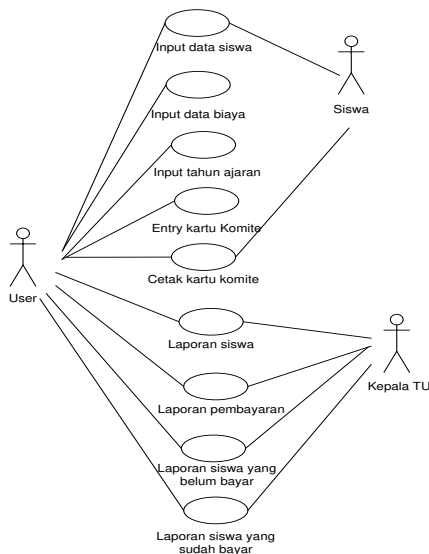 Input data siswa
Siswa
Input data biaya
Input tahun ajaran
Entry kartu Komite
Cetak kartu komite
User
Laporan siswa
Kepala TU
Laporan pembayaran
Laporan siswa yang
belum bayar
Laporan siswa yang
sudah bayar